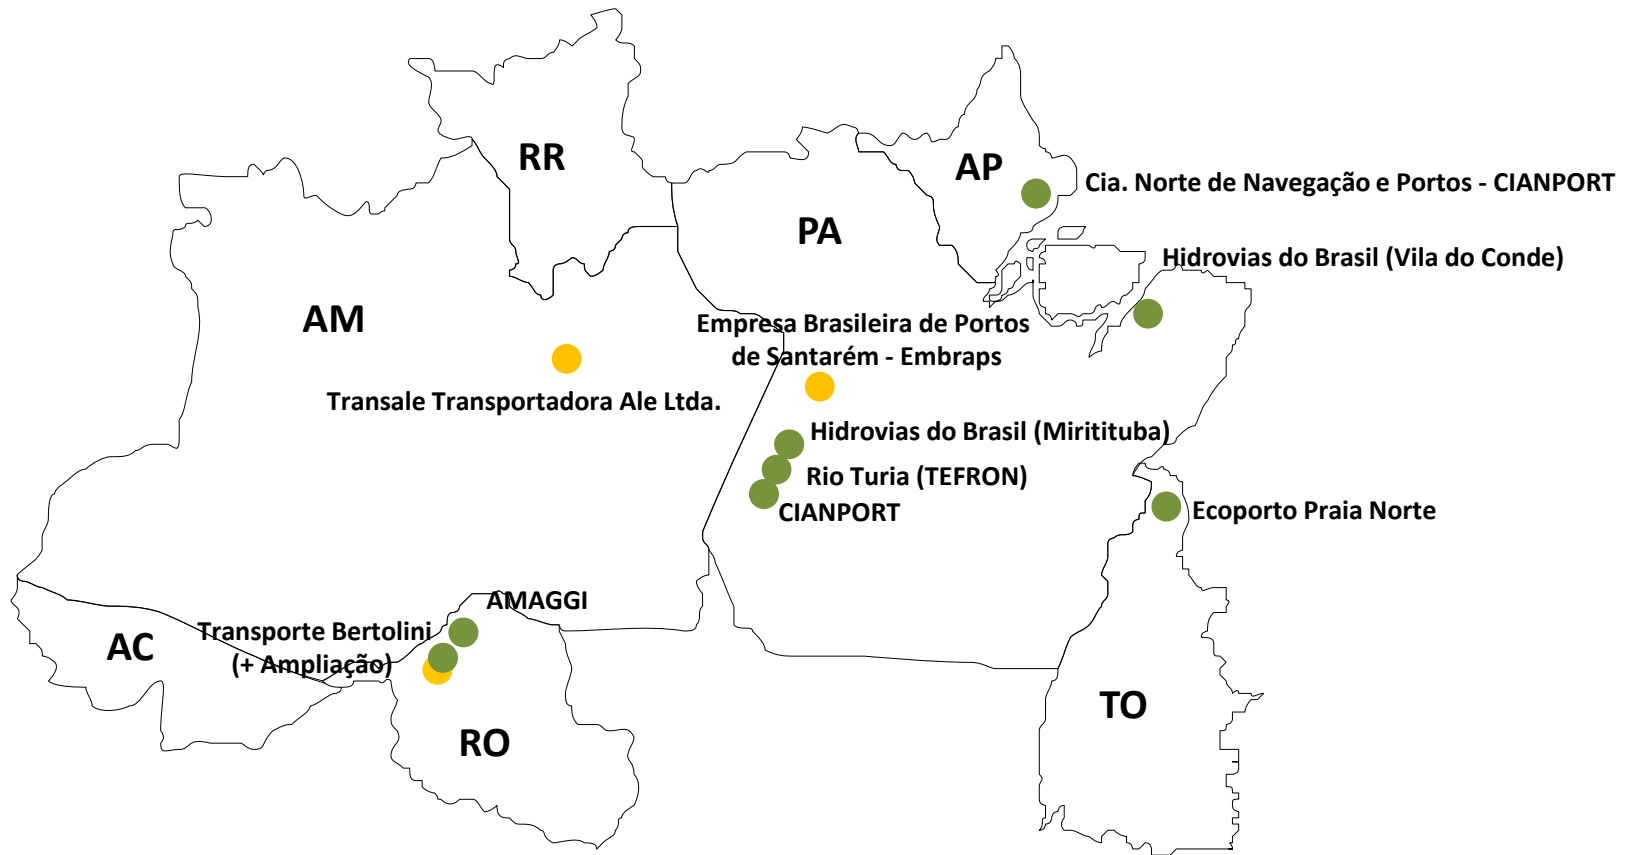 RR
AP
Cia. Norte de Navegação e Portos - CIANPORT
PA
Hidrovias do Brasil (Vila do Conde)
AM
Empresa Brasileira de Portos
de Santarém - Embraps
Transale Transportadora Ale Ltda.
Hidrovias do Brasil (Miritituba)
Rio Turia (TEFRON)
CIANPORT
Ecoporto Praia Norte
AMAGGI
Transporte Bertolini
(+ Ampliação)
AC
TO
RO